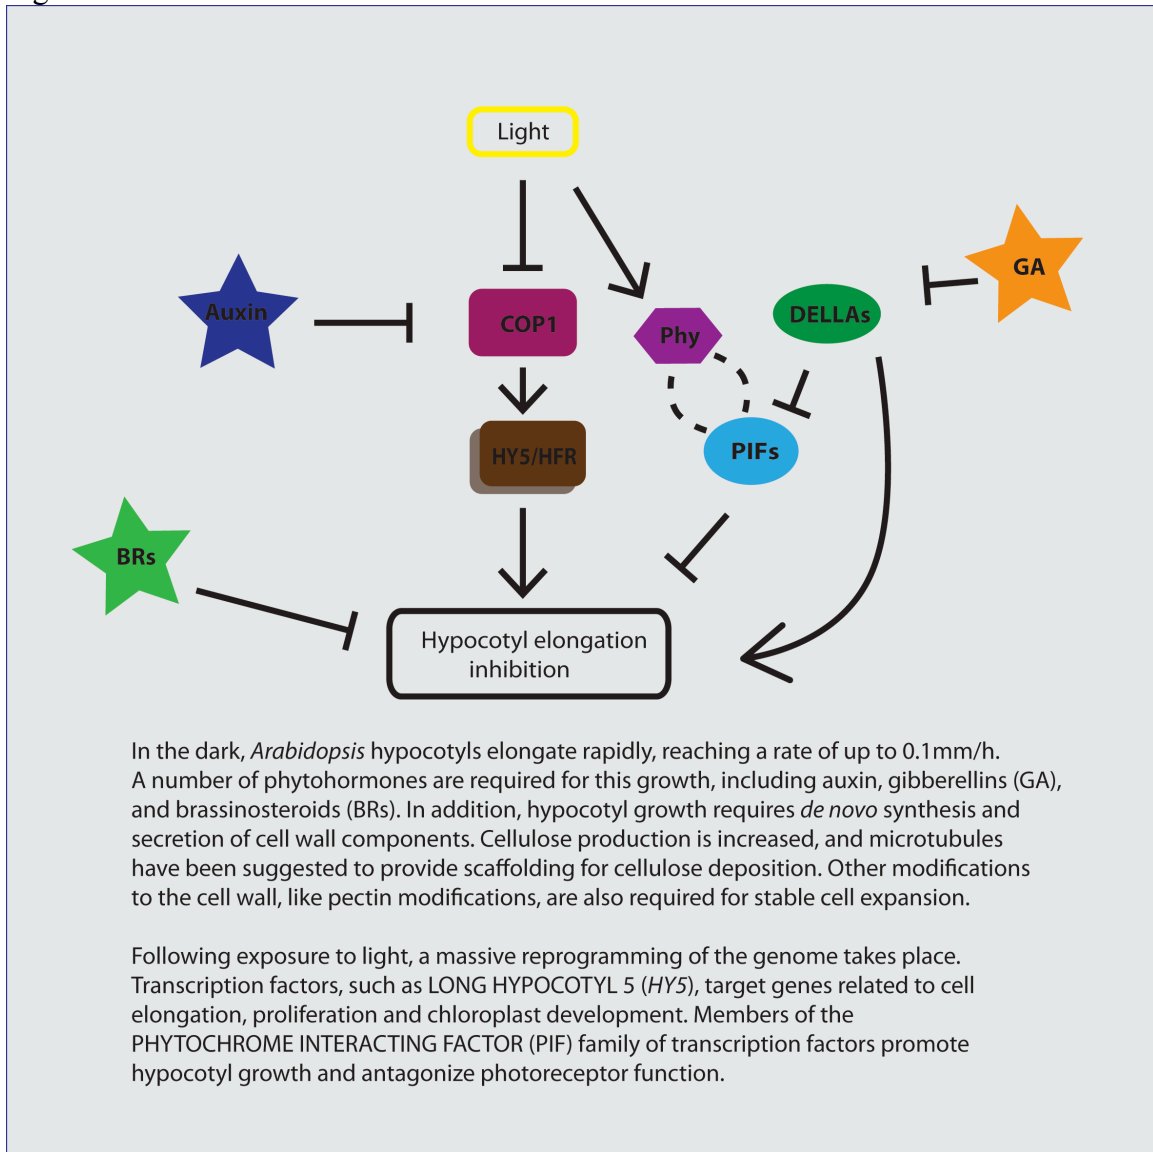 Light
GA
Auxin
DELLAs
COP1
Phy
HY5/HFR
PIFs
BRs
Hypocotyl elongation
inhibition
In the dark, Arabidopsis hypocotyls elongate rapidly, reaching a rate of up to 0.1mm/h.
A number of phytohormones are required for this growth, including auxin, gibberellins (GA),
and brassinosteroids (BRs). In addition, hypocotyl growth requires de novo synthesis and
secretion of cell wall components. Cellulose production is increased, and microtubules
have been suggested to provide scaffolding for cellulose deposition. Other modifications
to the cell wall, like pectin modifications, are also required for stable cell expansion.
Following exposure to light, a massive reprogramming of the genome takes place.
Transcription factors, such as LONG HYPOCOTYL 5 (HY5), target genes related to cell
elongation, proliferation and chloroplast development. Members of the
PHYTOCHROME INTERACTING FACTOR (PIF) family of transcription factors promote
hypocotyl growth and antagonize photoreceptor function.